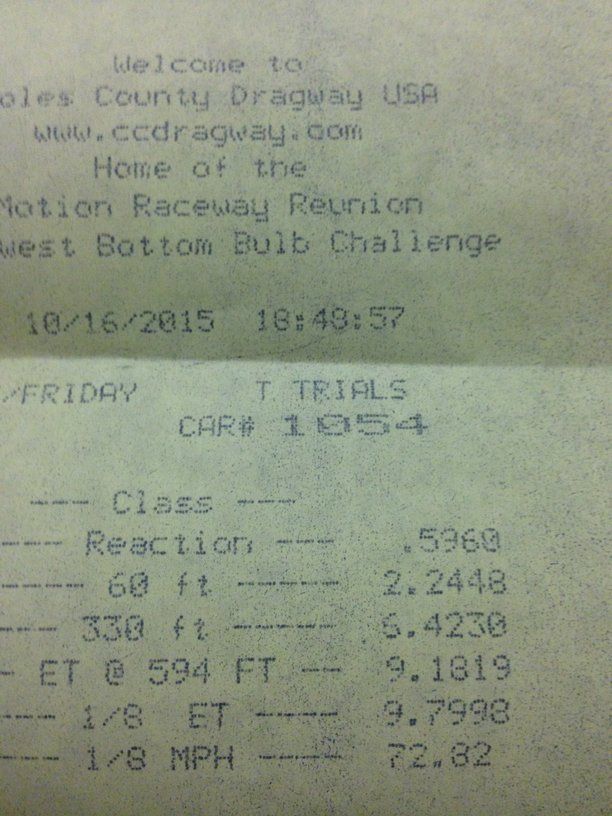 Welcome to
oles County Dragway USA
www.ccdragway.com
Home of the
Motion Raceway Reunion
west Bottom Bulb Challenge
10/16/2015 18:48:57
/FRIDAY T TRIALS
CAR# 1054
--- Class ---
--- Reaction --- .5960
---- 60 ft ----- 2.2448
--- 330 ft ----- 6.4230
- ET @ 594 FT -- 9.1819
--- 1/8 ET ---- 9.7998
--- 1/8 MPH ---- 72.82